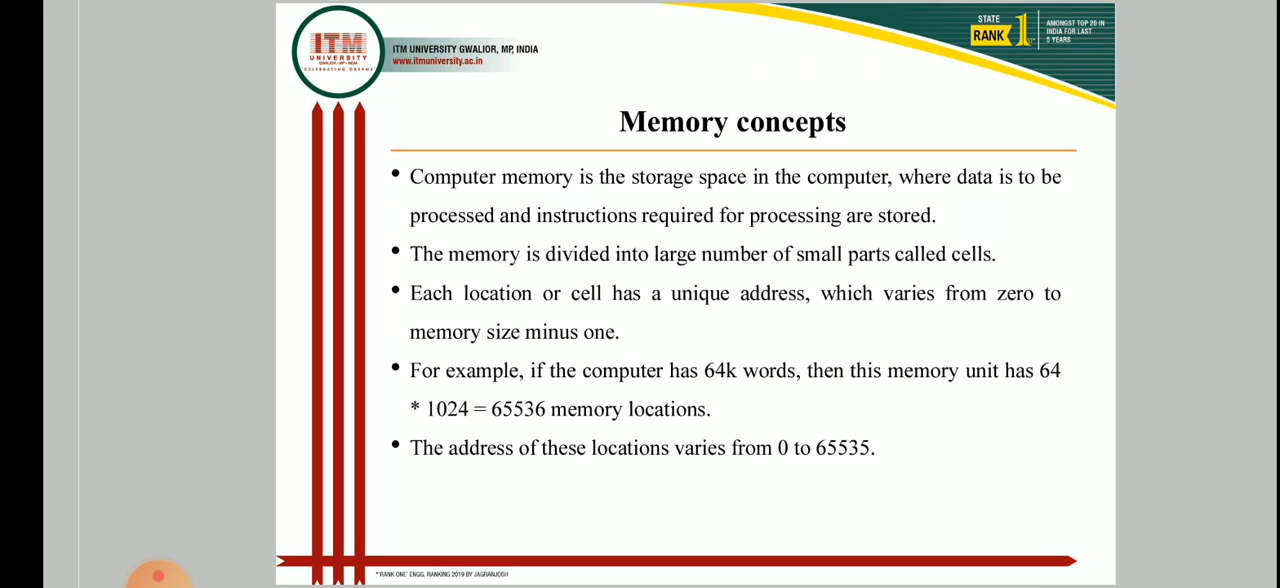 ITM
UNIVERSITY
GWALIOR • MP • INDIA
"CELEBRATING DREAMS"
ITM UNIVERSITY GWALIOR, MP, INDIA
www.itmuniversity.ac.in
STATE
RANK 1
AMONGST TOP 20 IN
INDIA FOR LAST
5 YEARS
Memory concepts
• Computer memory is the storage space in the computer, where data is to be
processed and instructions required for processing are stored.
• The memory is divided into large number of small parts called cells.
• Each location or cell has a unique address, which varies from zero to
memory size minus one.
• For example, if the computer has 64k words, then this memory unit has 64
* 1024 = 65536 memory locations.
• The address of these locations varies from 0 to 65535.
*"RANK ONE" ENGG. RANKING 2019 BY JAGRANJOSH